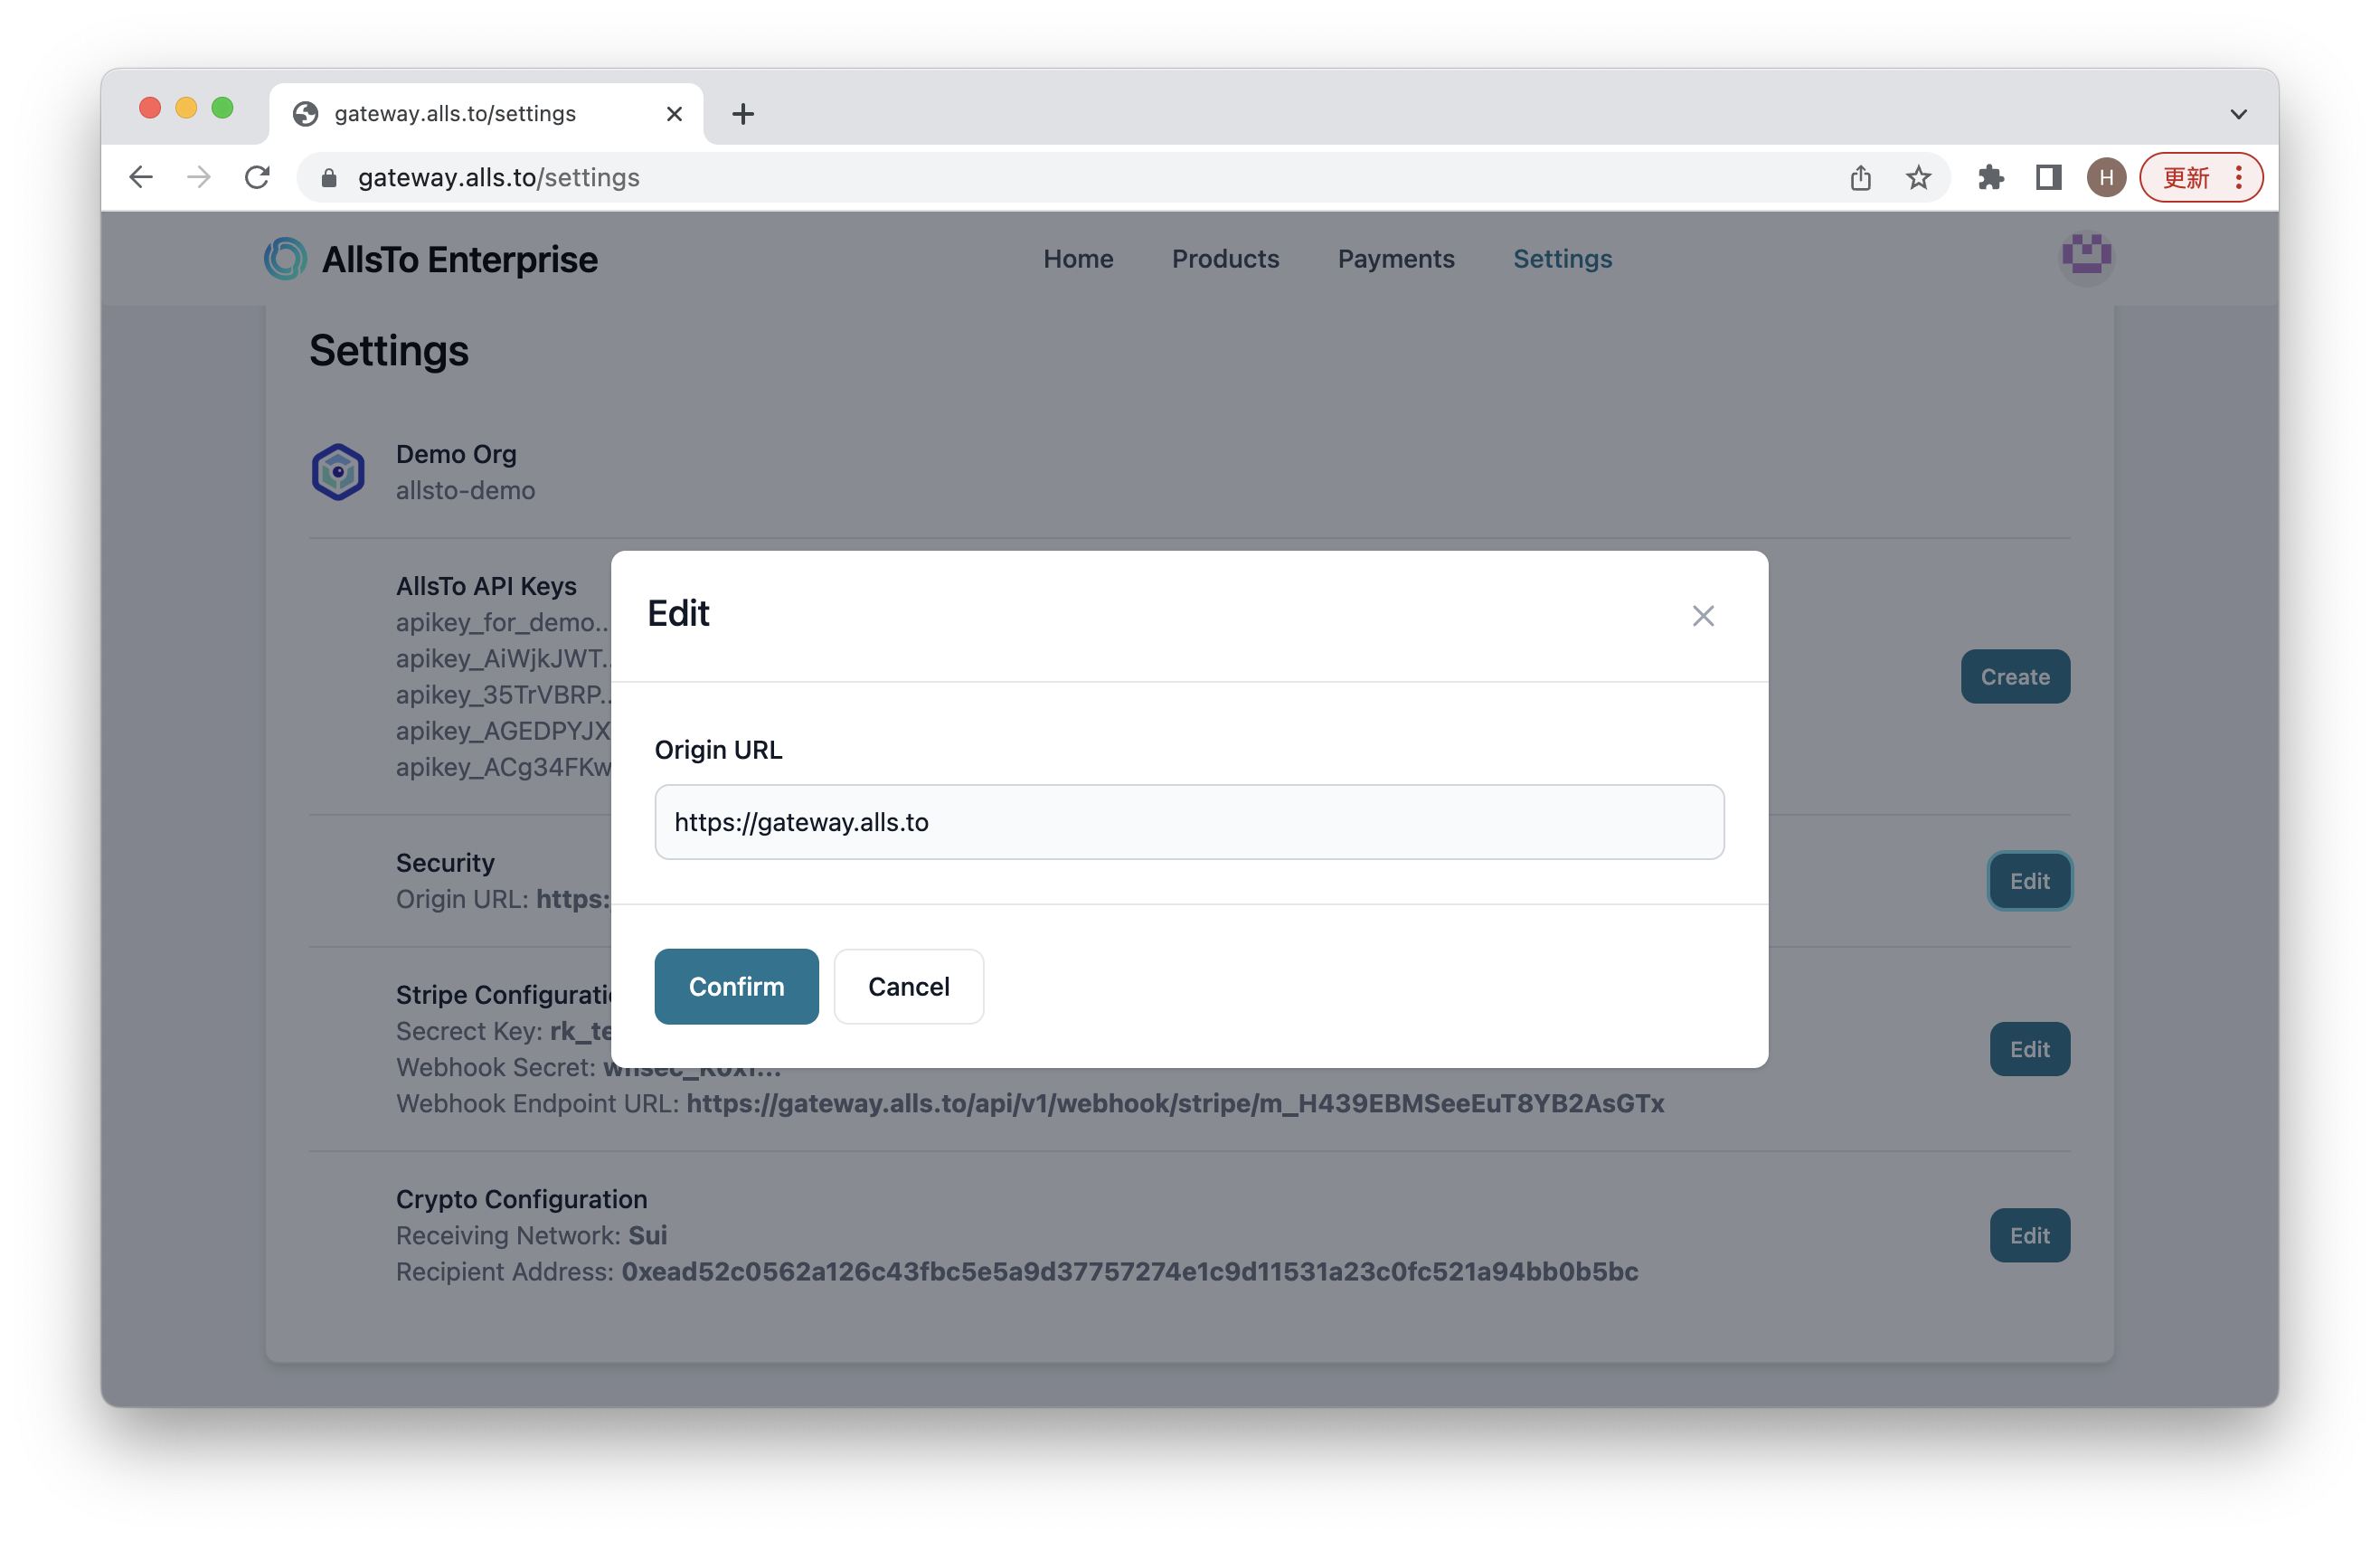 gateway.alls.to/settings
gateway.alls.to/settings
H
更新
AllsTo Enterprise
Home
Products
Payments
Settings
Settings
Demo Org
allsto-demo
AllsTo API Keys
apikey_for_demo..
apikey_AiWjkJWT.
apikey_35TrVBRP..
apikey_AGEDPYJX
apikey_ACg34FKw
Create
Security
Origin URL: https:
Edit
Stripe Configurati
Secrect Key: rk_te
Webhook Secret: whsec_K0x1...
Webhook Endpoint URL: https://gateway.alls.to/api/v1/webhook/stripe/m_H439EBMSeeEuT8YB2AsGTx
Edit
Crypto Configuration
Receiving Network: Sui
Recipient Address: 0xead52c0562a126c43fbc5e5a9d37757274e1c9d11531a23c0fc521a94bb0b5bc
Edit
Edit
Origin URL
https://gateway.alls.to
Confirm
Cancel